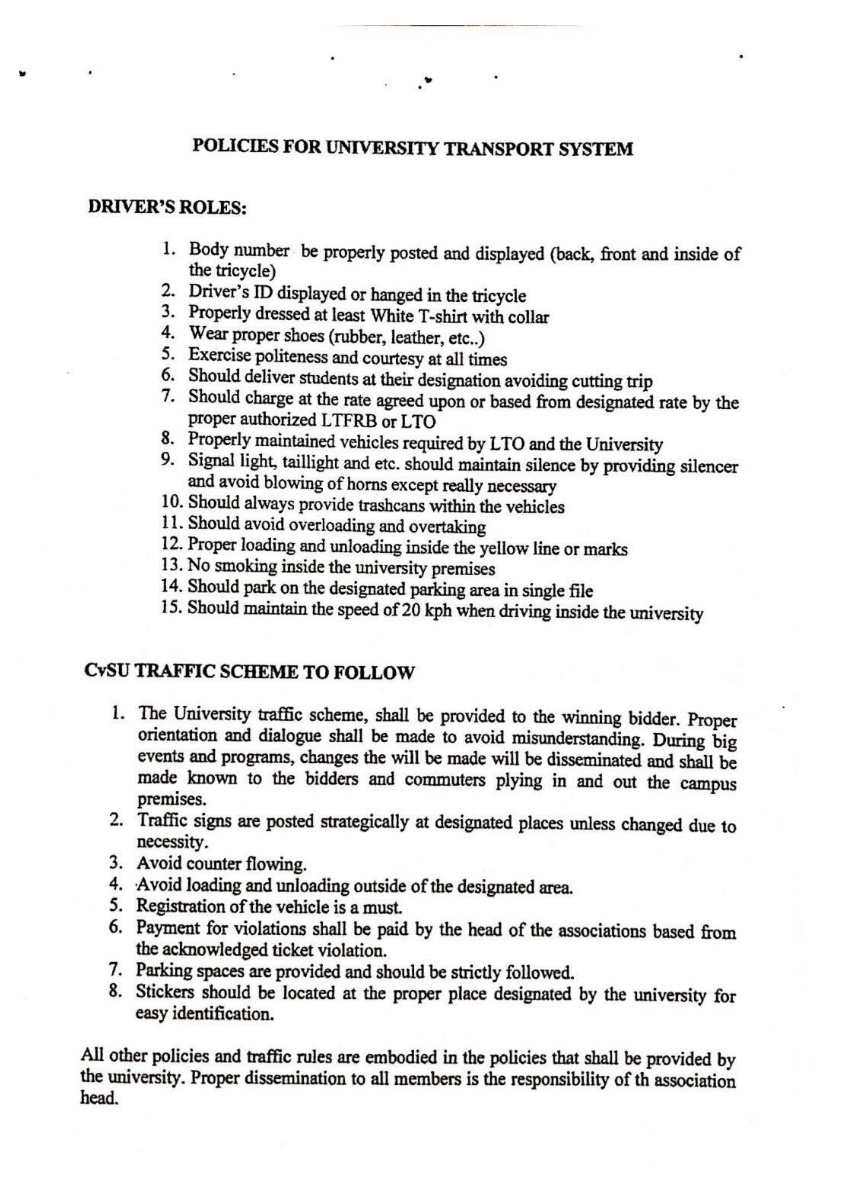 POLICIES FOR UNIVERSITY TRANSPORT SYSTEM
DRIVER'S ROLES:
1. Body number be properly posted and displayed (back, front and inside of
the tricycle)
2. Driver's ID displayed or hanged in the tricycle
3. Properly dressed at least White T-shirt with collar
4. Wear proper shoes (rubber, leather, etc..)
5. Exercise politeness and courtesy at all times
6. Should deliver students at their designation avoiding cutting trip
7. Should charge at the rate agreed upon or based from designated rate by the
proper authorized LTFRB or LTO
8. Properly maintained vehicles required by LTO and the University
9. Signal light, taillight and etc. should maintain silence by providing silencer
and avoid blowing of horns except really necessary
10. Should always provide trashcans within the vehicles
11. Should avoid overloading and overtaking
12. Proper loading and unloading inside the yellow line or marks
13. No smoking inside the university premises
14. Should park on the designated parking area in single file
15. Should maintain the speed of 20 kph when driving inside the university
CvSU TRAFFIC SCHEME TO FOLLOW
1. The University traffic scheme, shall be provided to the winning bidder. Proper
orientation and dialogue shall be made to avoid misunderstanding. During big
events and programs, changes the will be made will be disseminated and shall be
made known to the bidders and commuters plying in and out the campus
premises.
2. Traffic signs are posted strategically at designated places unless changed due to
necessity.
3. Avoid counter flowing.
4. Avoid loading and unloading outside of the designated area.
5. Registration of the vehicle is a must.
6. Payment for violations shall be paid by the head of the associations based from
the acknowledged ticket violation.
7. Parking spaces are provided and should be strictly followed.
8. Stickers should be located at the proper place designated by the university for
easy identification.
All other policies and traffic rules are embodied in the policies that shall be provided by
the university. Proper dissemination to all members is the responsibility of th association
head.